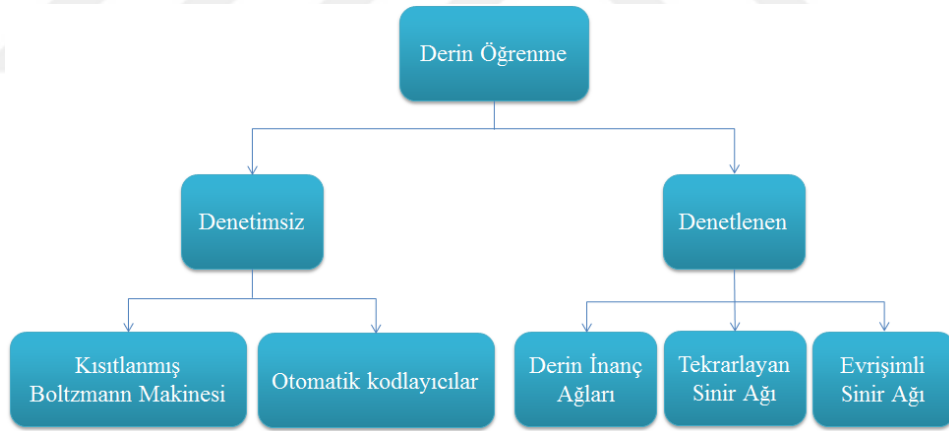 Derin Öğrenme
Denetimsiz
Denetlenen
Kısıtlanmış
Boltzmann Makinesi
Otomatik kodlayıcılar
Derin İnanç
Ağları
Tekrarlayan
Sinir Ağı
Evrişimli
Sinir Ağı